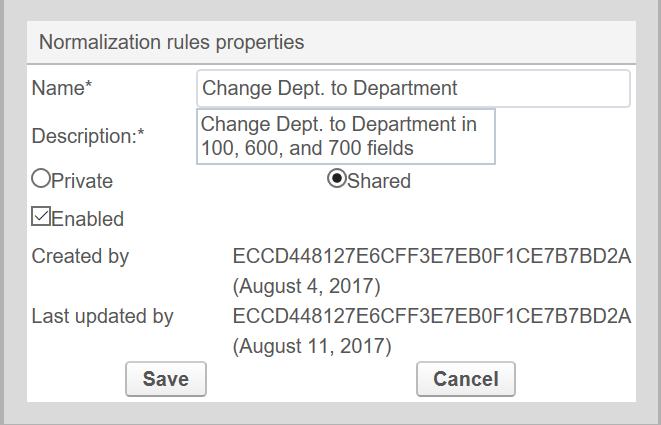 Normalization rules properties
Name* Change Dept. to Department
Description:* Change Dept. to Department in
100, 600, and 700 fields
Private Shared
Enabled
Created by ECCD448127E6CFF3E7EB0F1CE7B7BD2A
(August 4, 2017)
Last updated by ECCD448127E6CFF3E7EB0F1CE7B7BD2A
(August 11, 2017)
Save Cancel